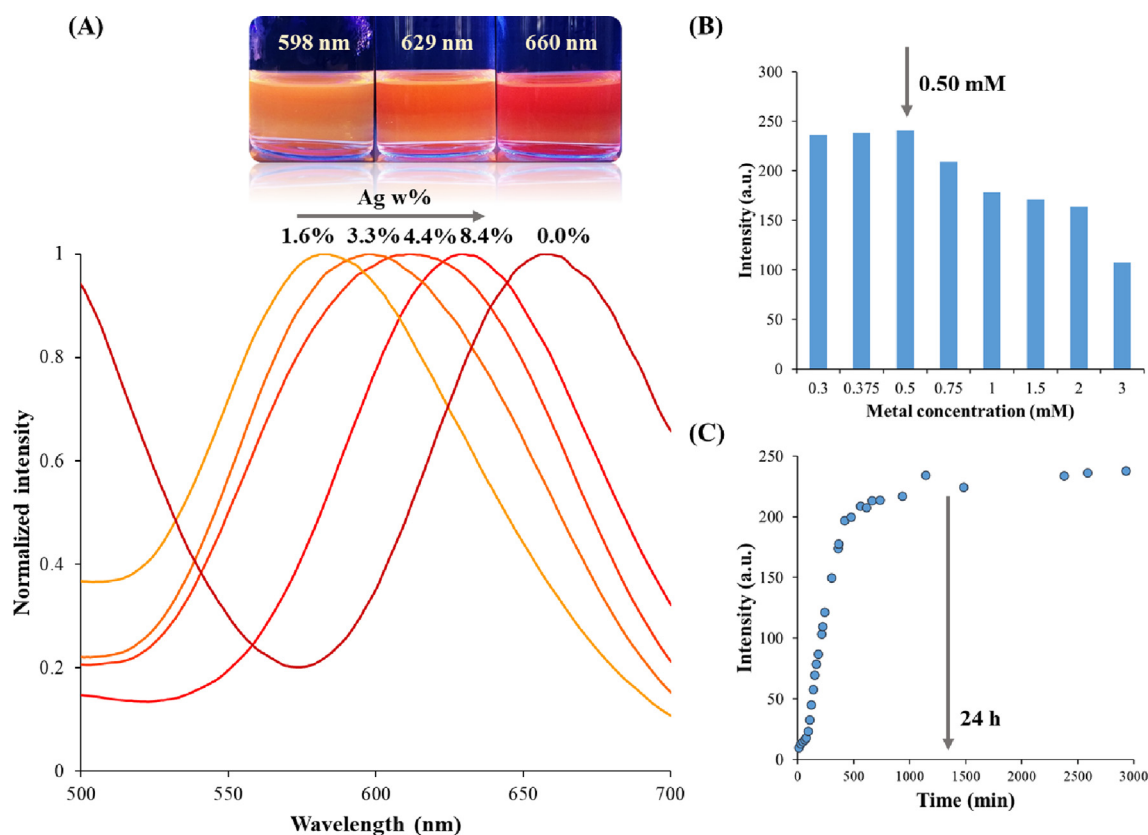 (A)
598 nm 629 nm 660 nm
Ag w%
1.6% 3.3% 4.4% 8.4% 0.0%
1
0.8
0.6
0.4
0.2
0
Normalized intensity
500 550 600 650 700
Wavelength (nm)
(B)
0.50 mM
300
250
200
150
100
50
0
Intensity (a.u.)
0.3 0.375 0.5 0.75 1 1.5 2 3
Metal concentration (mM)
(C)
250
200
150
100
50
0
Intensity (a.u.)
24 h
0 500 1000 1500 2000 2500 3000
Time (min)